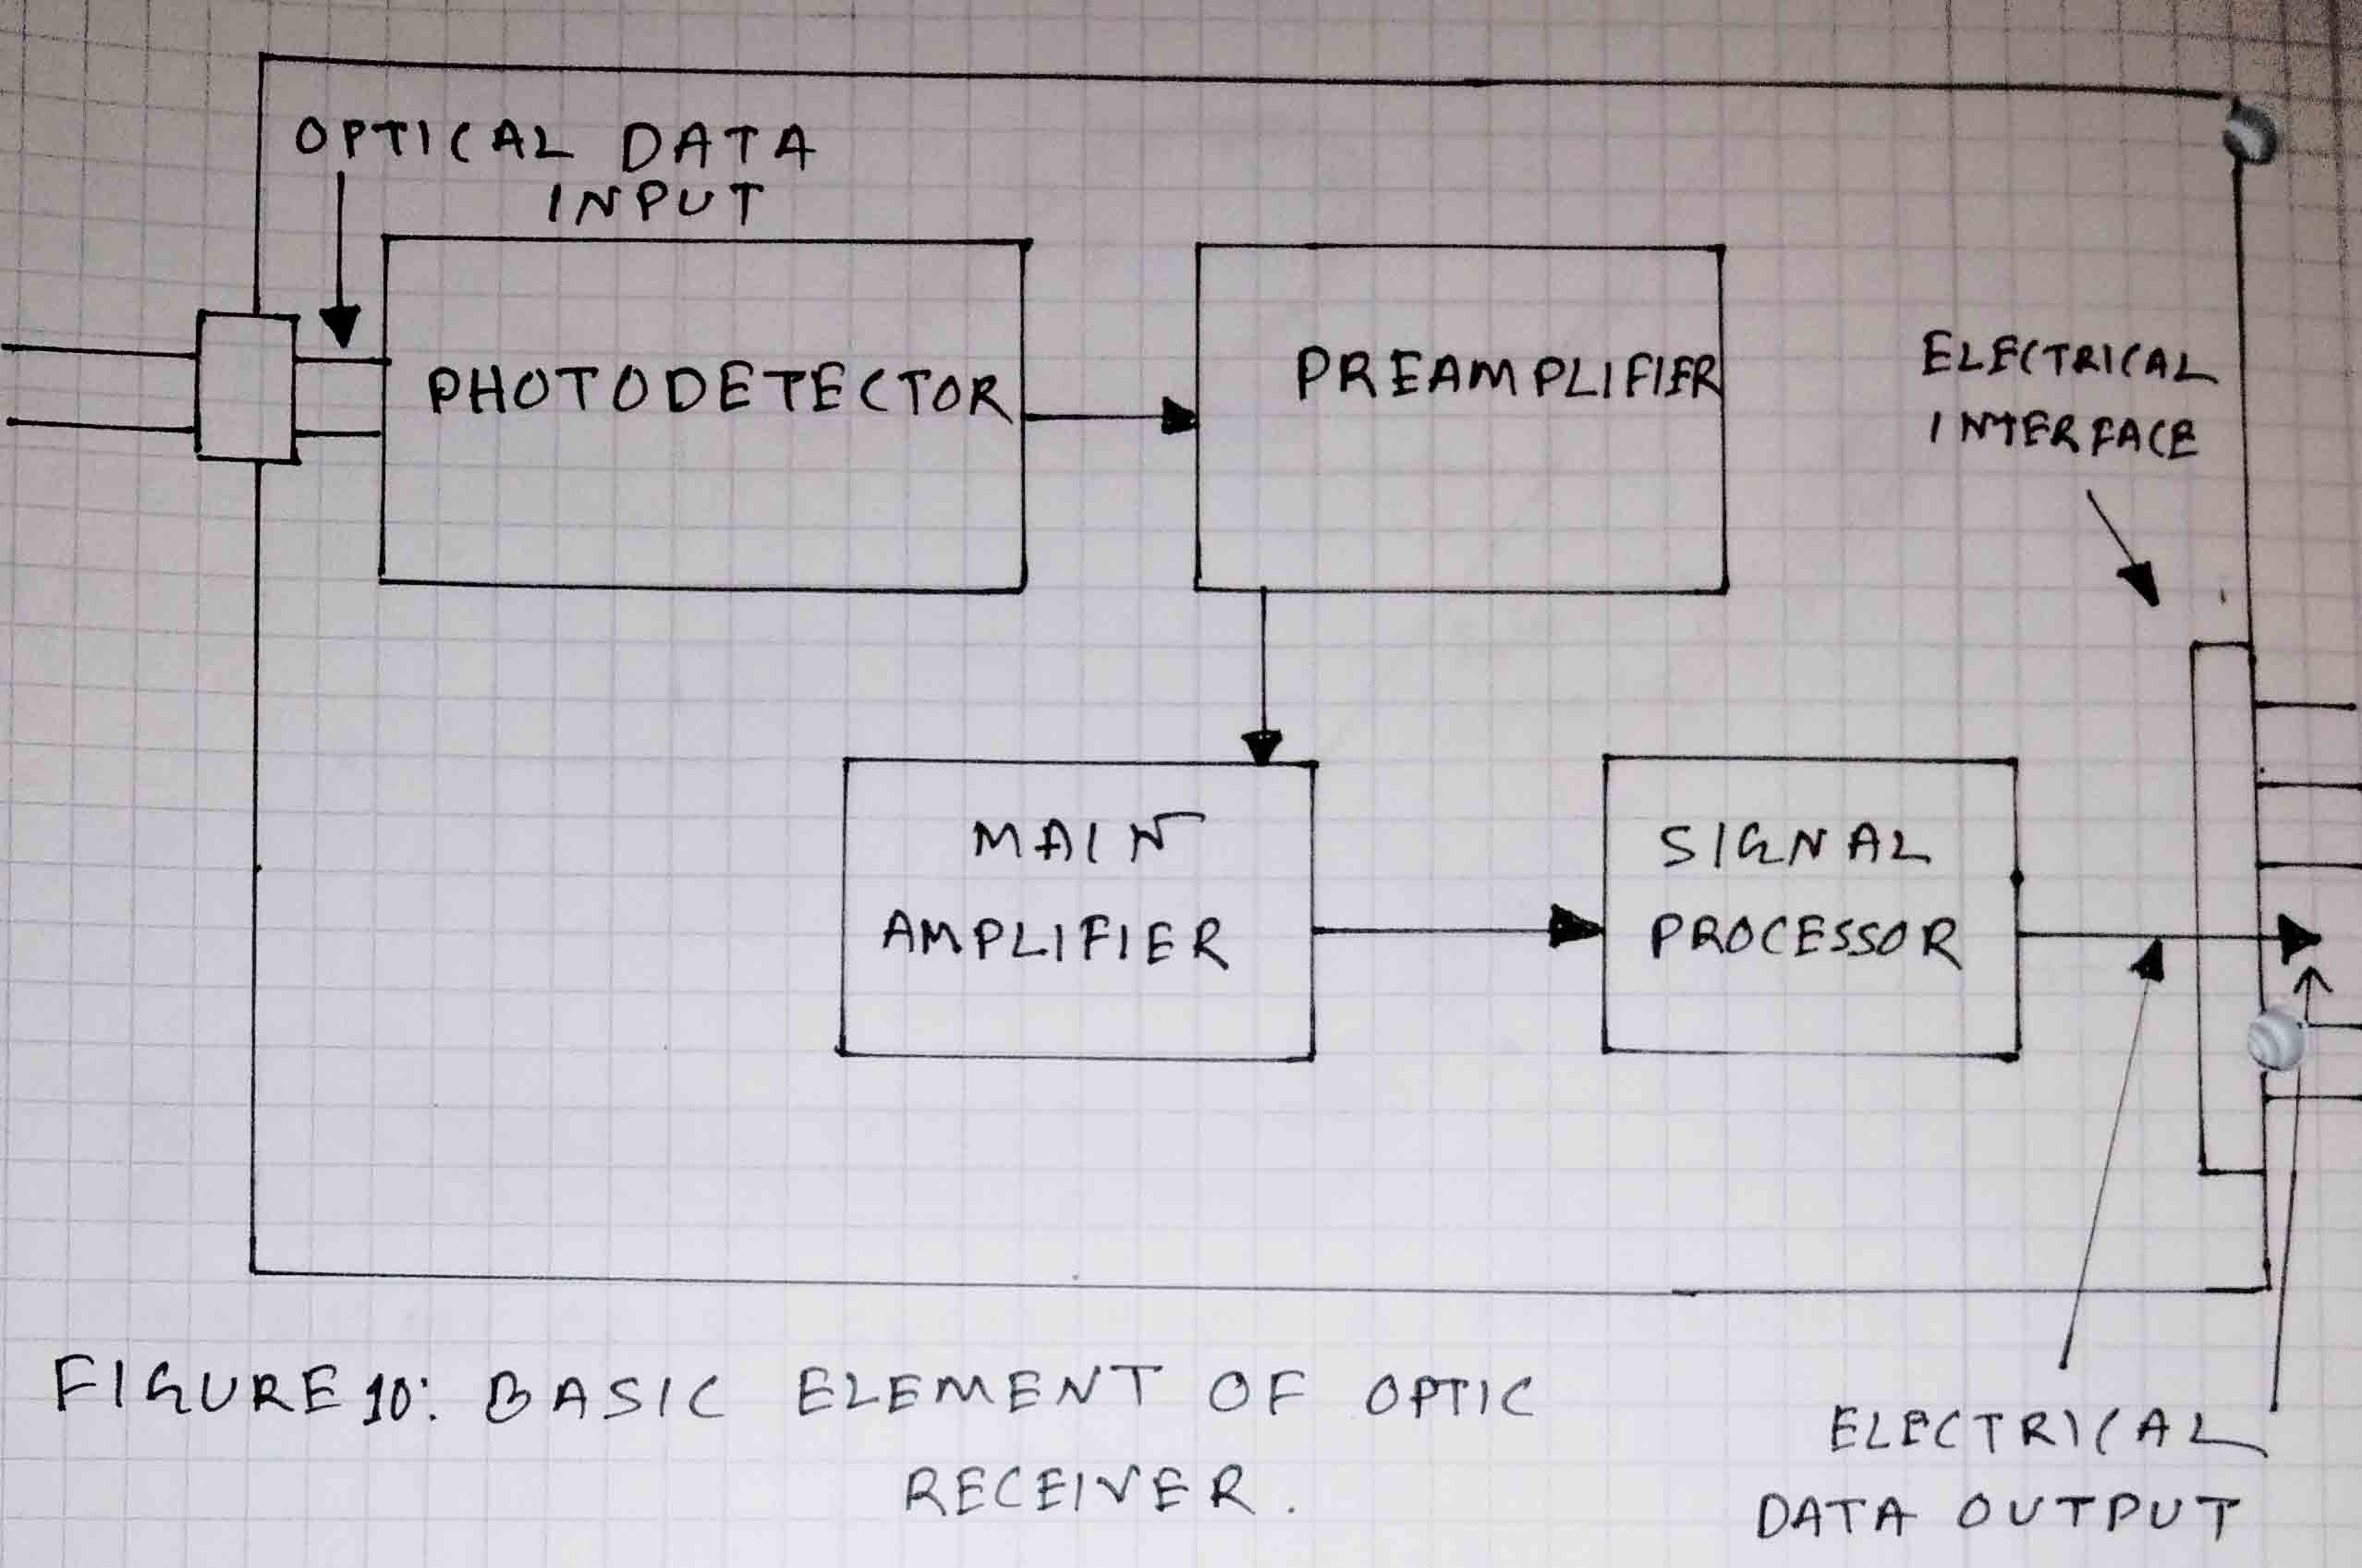 OPTICAL DATA
INPUT
PHOTODETECTOR
PREAMPLIFIER
ELECTRICAL
INTERFACE
MAIN
AMPLIFIER
SIGNAL
PROCESSOR
FIGURE 10: BASIC ELEMENT OF OPTIC
RECEIVER.
ELECTRICAL
DATA OUTPUT